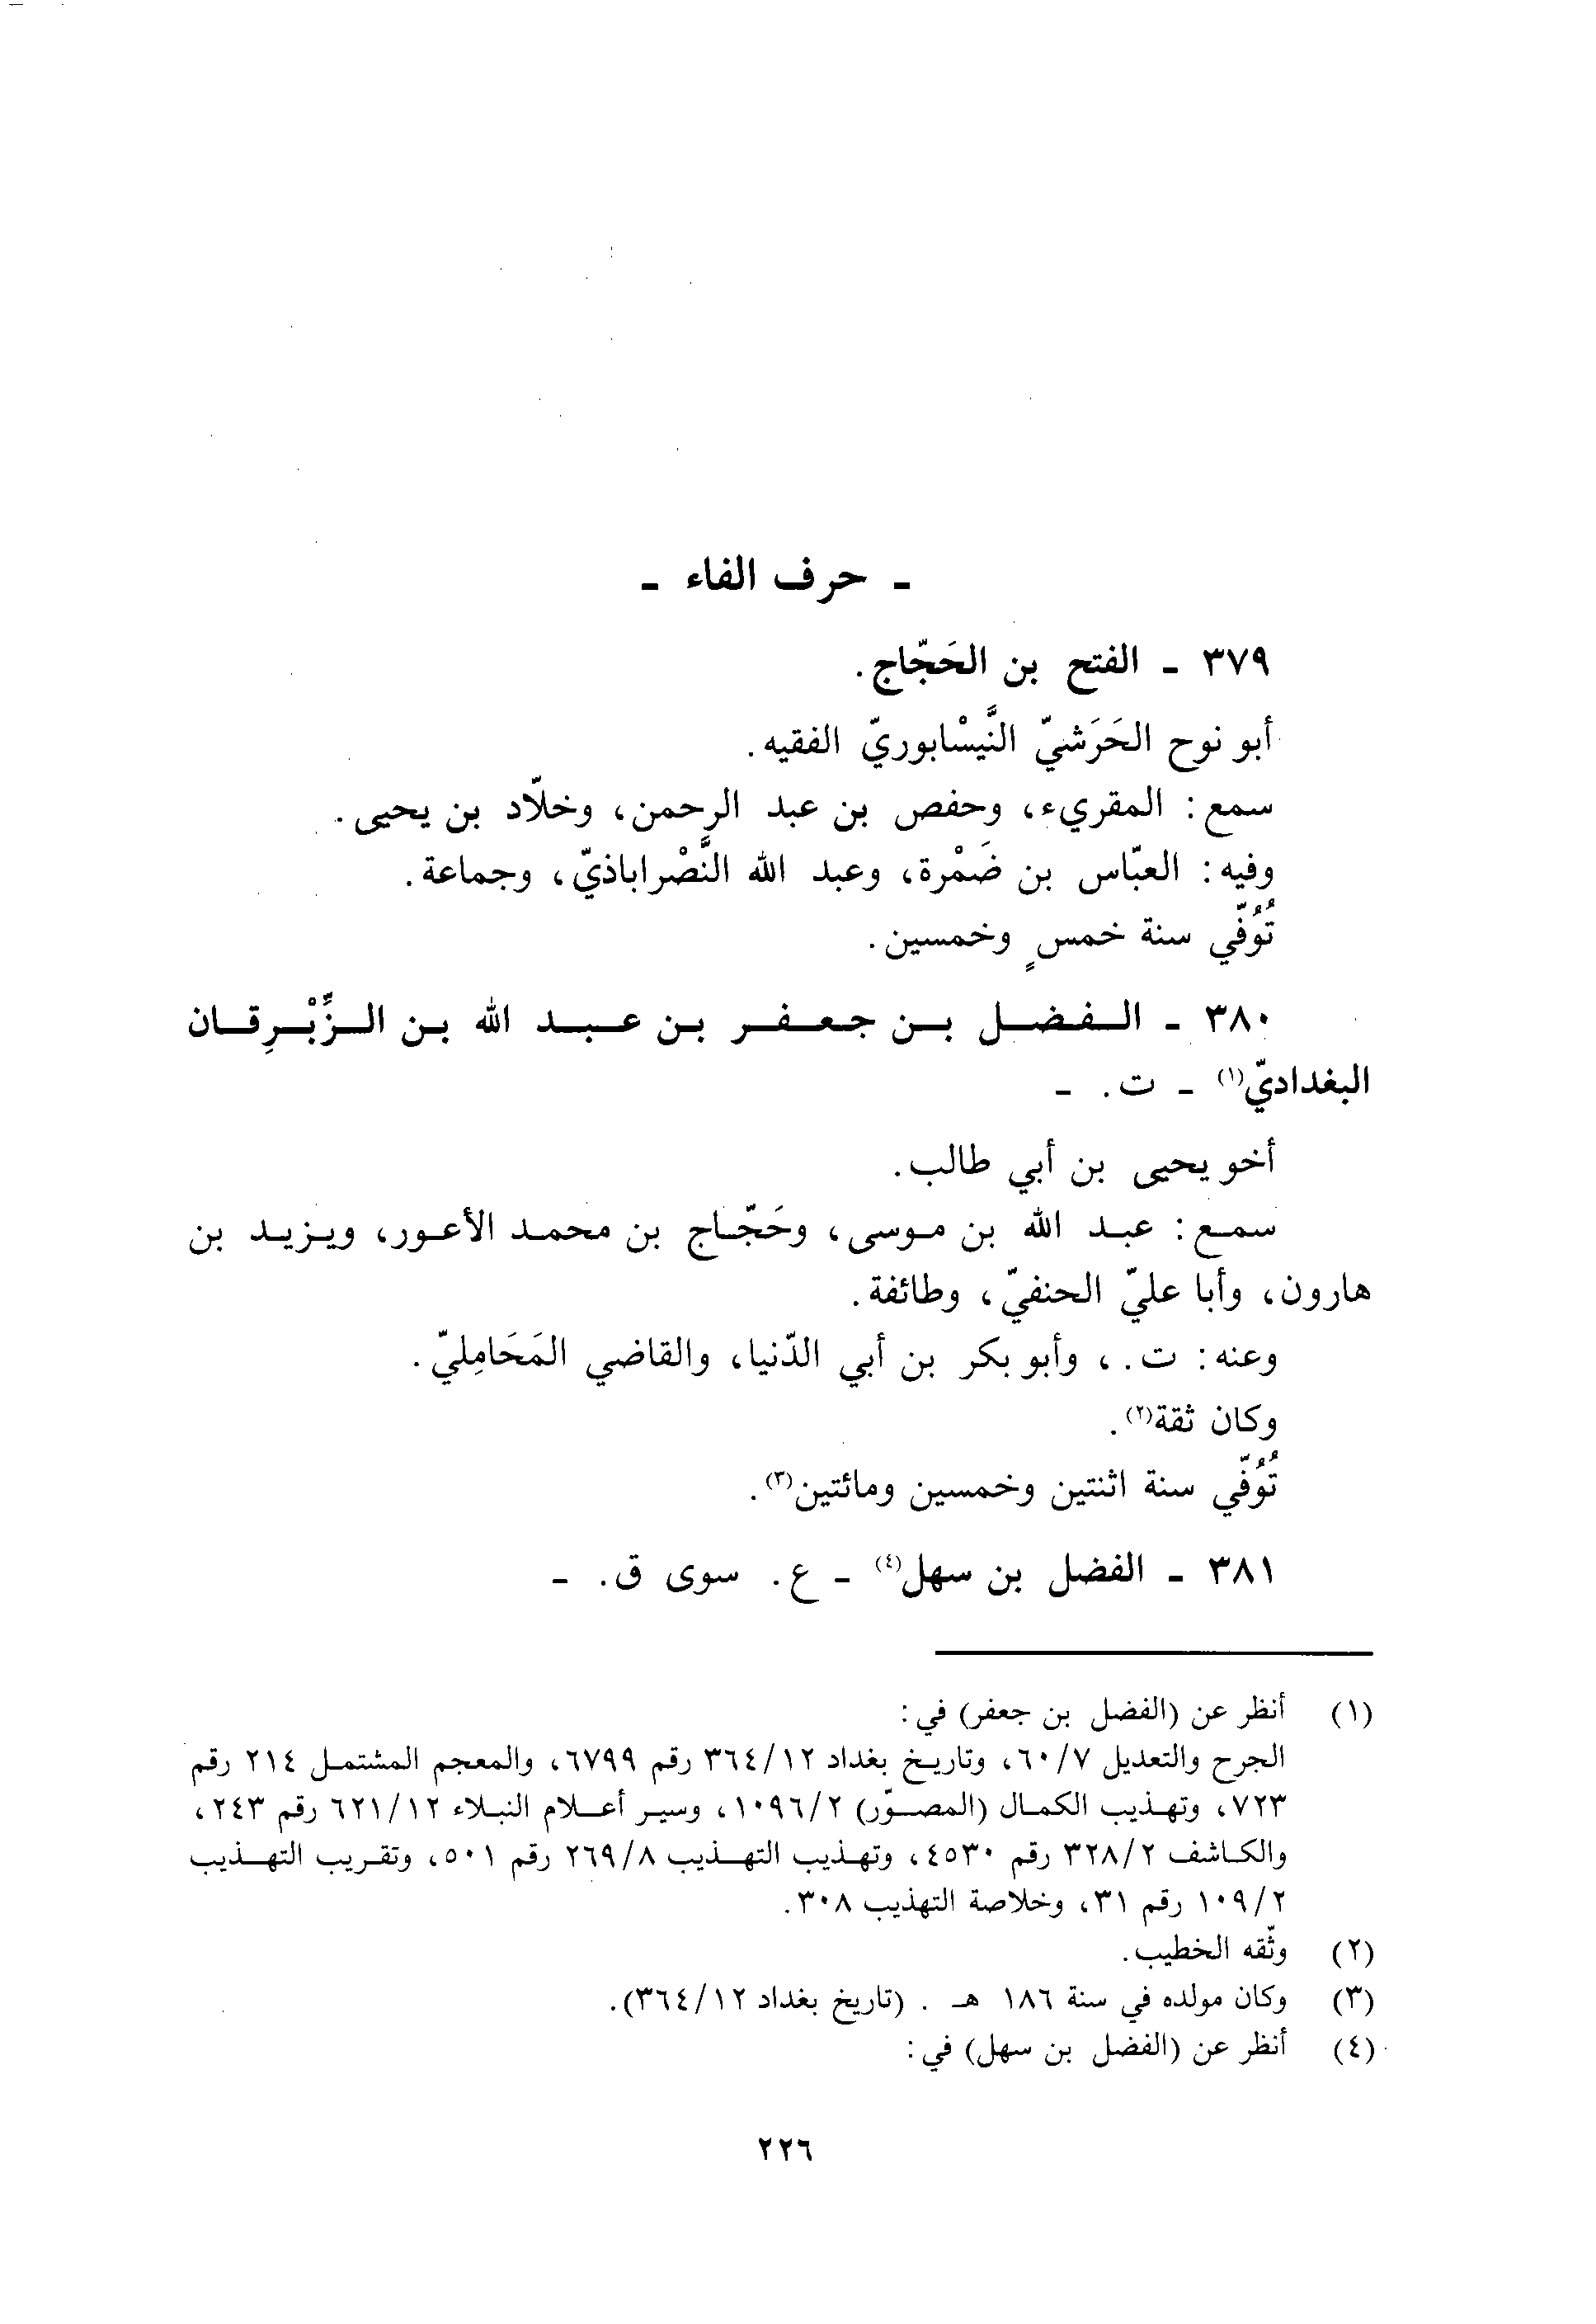 ـ حرف الفاء ـ
٣٧٩ ـ الفتح بن الحَجّاج.
أبو نوح الحَرَشيّ النَّيْسابوريّ الفقيه.
سمع: المقريء، وحفص بن عبد الرحمن، وخلّاد بن يحيى.
وفيه: العبّاس بن ضَمْرة، وعبد الله النَّصْراباذيّ، وجماعة.
تُوُفّي سنة خمسٍ وخمسين.
٣٨٠ ـ الفضل بن جعفر بن عبد الله بن الزِّبْرِقان
البغداديّ(١) ـ ت. ـ
أخو يحيى بن أبي طالب.
سمع: عبد الله بن موسى، وحَجّاج بن محمد الأعور، ويزيد بن
هارون، وأبا عليّ الحنفيّ، وطائفة.
وعنه: ت.، وأبو بكر بن أبي الدّنيا، والقاضي المَحَامِليّ.
وكان ثقة(٢).
تُوُفّي سنة اثنتين وخمسين ومائتين(٣).
٣٨١ ـ الفضل بن سهل(٤) ـ ع. سوى ق. ـ
(١) أنظر عن (الفضل بن جعفر) في:
الجرح والتعديل ٦٠/٧، وتاريخ بغداد ٣٦٤/١٢ رقم ٦٧٩٩، والمعجم المشتمل ٢١٤ رقم
٧٢٣، وتهذيب الكمال (المصوّر) ١٠٩٦/٢، وسير أعلام النبلاء ٦٢١/١٢ رقم ٢٤٣،
والكاشف ٣٢٨/٢ رقم ٤٥٣٠، وتهذيب التهذيب ٢٦٩/٨ رقم ٥٠١، وتقريب التهذيب
١٠٩/٢ رقم ٣١، وخلاصة التهذيب ٣٠٨.
(٢) وثّقه الخطيب.
(٣) وكان مولده في سنة ١٨٦ هـ . (تاريخ بغداد ٣٦٤/١٢).
(٤) أنظر عن (الفضل بن سهل) في:
٢٢٦